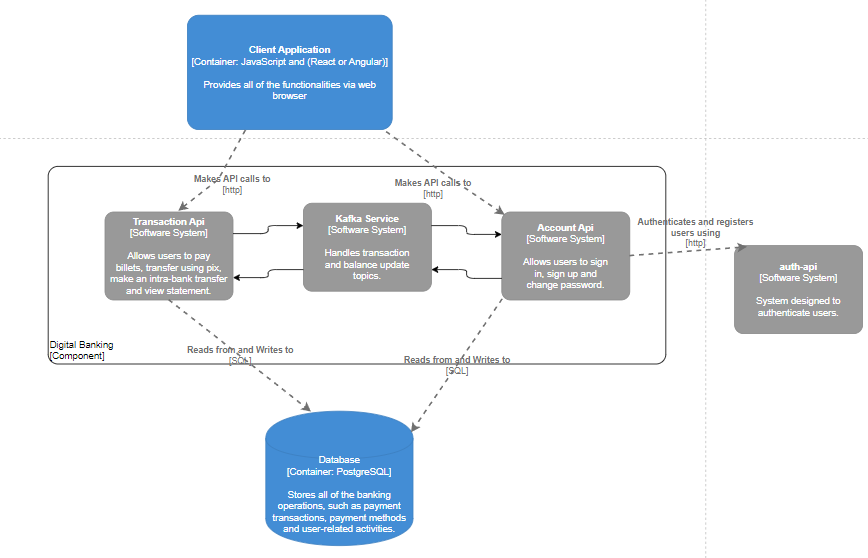 Client Application
[Container: JavaScript and (React or Angular)]
Provides all of the functionalities via web
browser
Makes API calls to
[http]
Makes API calls to
[http]
Transaction Api
[Software System]
Allows users to pay
billets, transfer using pix,
make an intra-bank transfer
and view statement.
Kafka Service
[Software System]
Handles transaction
and balance update
topics.
Account Api
[Software System]
Allows users to sign
in, sign up and
change password.
Authenticates and registers
users using
[http]
auth-api
[Software System]
System designed to
authenticate users.
Digital Banking
[Component]
Reads from and Writes to
[SQL]
Reads from and Writes to
[SQL]
Database
[Container: PostgreSQL]
Stores all of the banking
operations, such as payment
transactions, payment methods
and user-related activities.